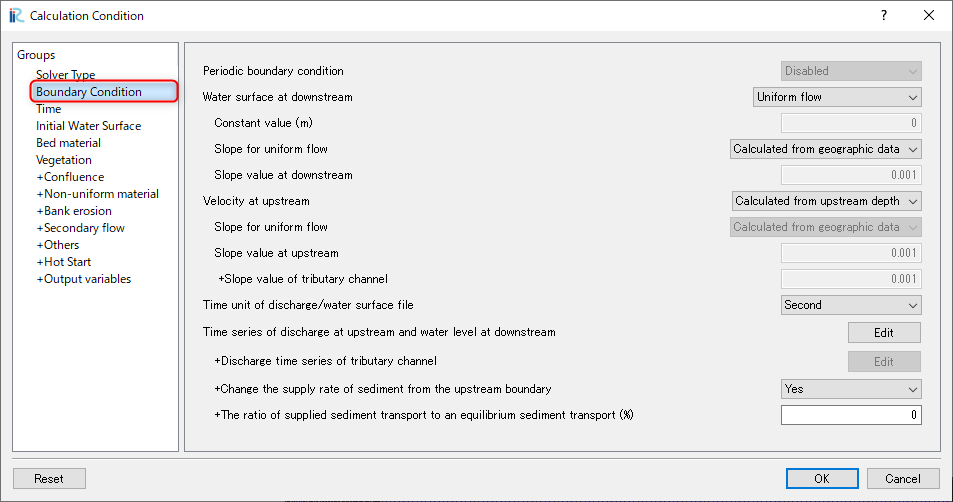 Calculation Condition
?
Groups
Solver Type
Boundary Condition
Time
Initial Water Surface
Bed material
Vegetation
+Confluence
+Non-uniform material
+Bank erosion
+Secondary flow
+Others
+Hot Start
+Output variables
Periodic boundary condition Disabled
Water surface at downstream Uniform flow
Constant value (m) 0
Slope for uniform flow Calculated from geographic data
Slope value at downstream 0.001
Velocity at upstream Calculated from upstream depth
Slope for uniform flow Calculated from geographic data
Slope value at upstream 0.001
+Slope value of tributary channel 0.001
Time unit of discharge/water surface file Second
Time series of discharge at upstream and water level at downstream Edit
+Discharge time series of tributary channel Edit
+Change the supply rate of sediment from the upstream boundary Yes
+The ratio of supplied sediment transport to an equilibrium sediment transport (%) 0
Reset OK Cancel